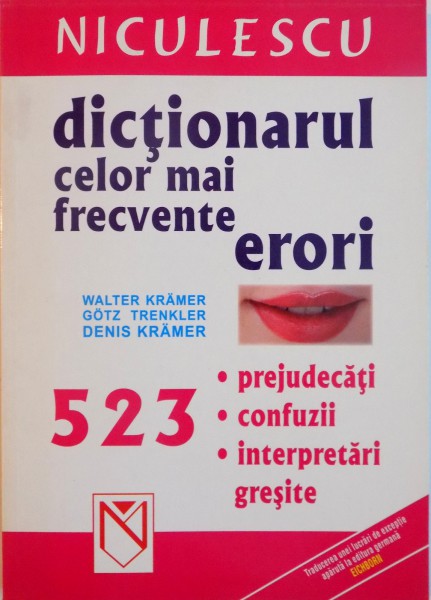 NICULESCU
dicţionarul
celor mai
frecvente
erori
WALTER KRÄMER
GÖTZ TRENKLER
DENIS KRÄMER
523
• prejudecăţi
• confuzii
• interpretări
greşite
Traducerea unei lucrări de excepţie
apărută la editura germană
EICHBORN